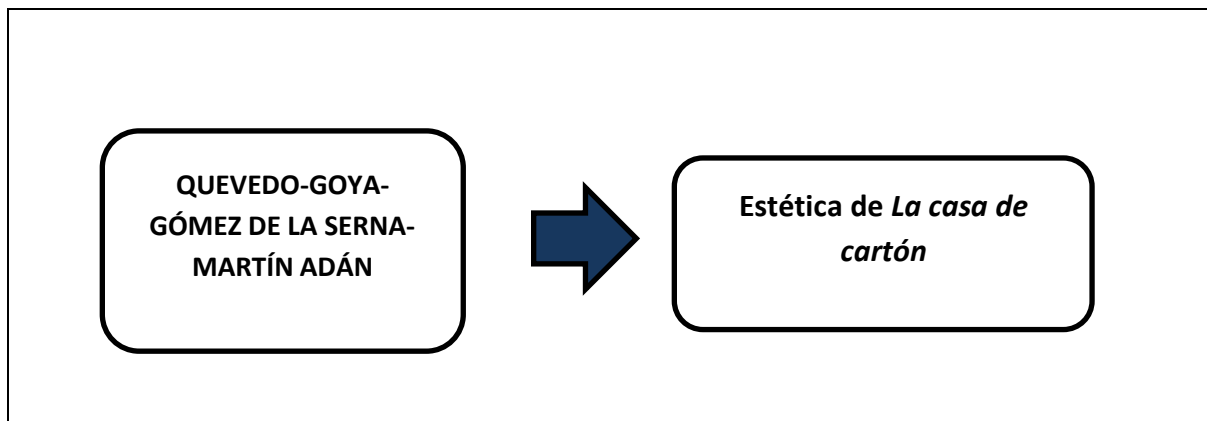 QUEVEDO-GOYA-
GÓMEZ DE LA SERNA-
MARTÍN ADÁN
Estética de La casa de
cartón